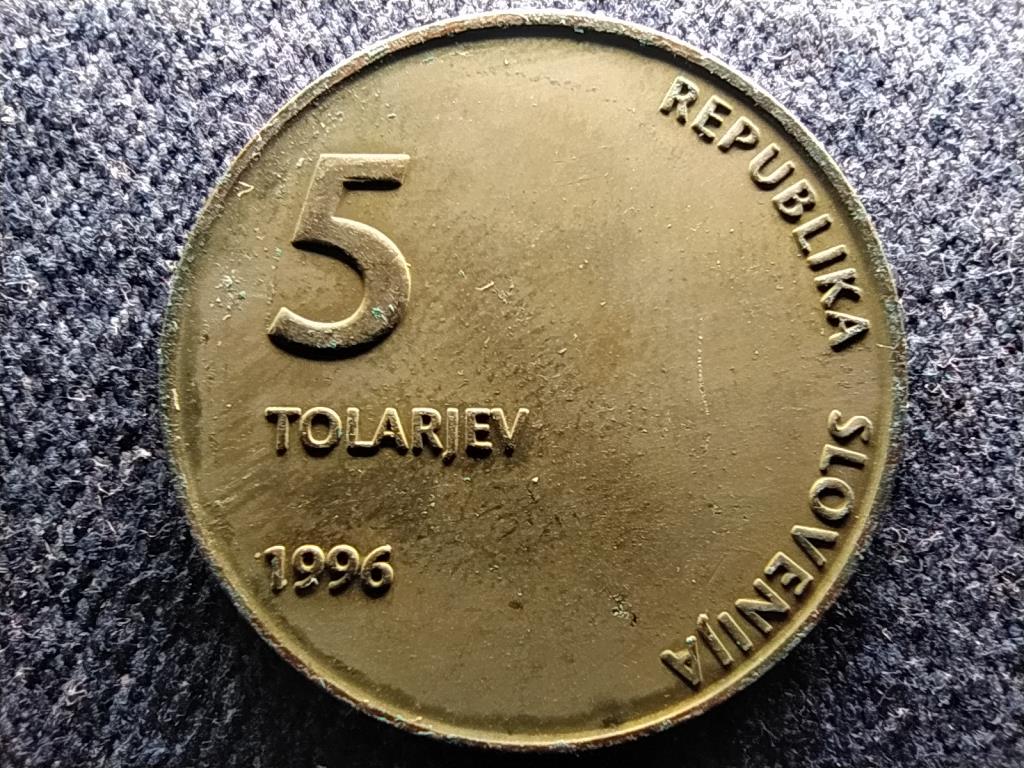 5
TOLARJEV
1996
REPUBLIKA SLOVENIJA